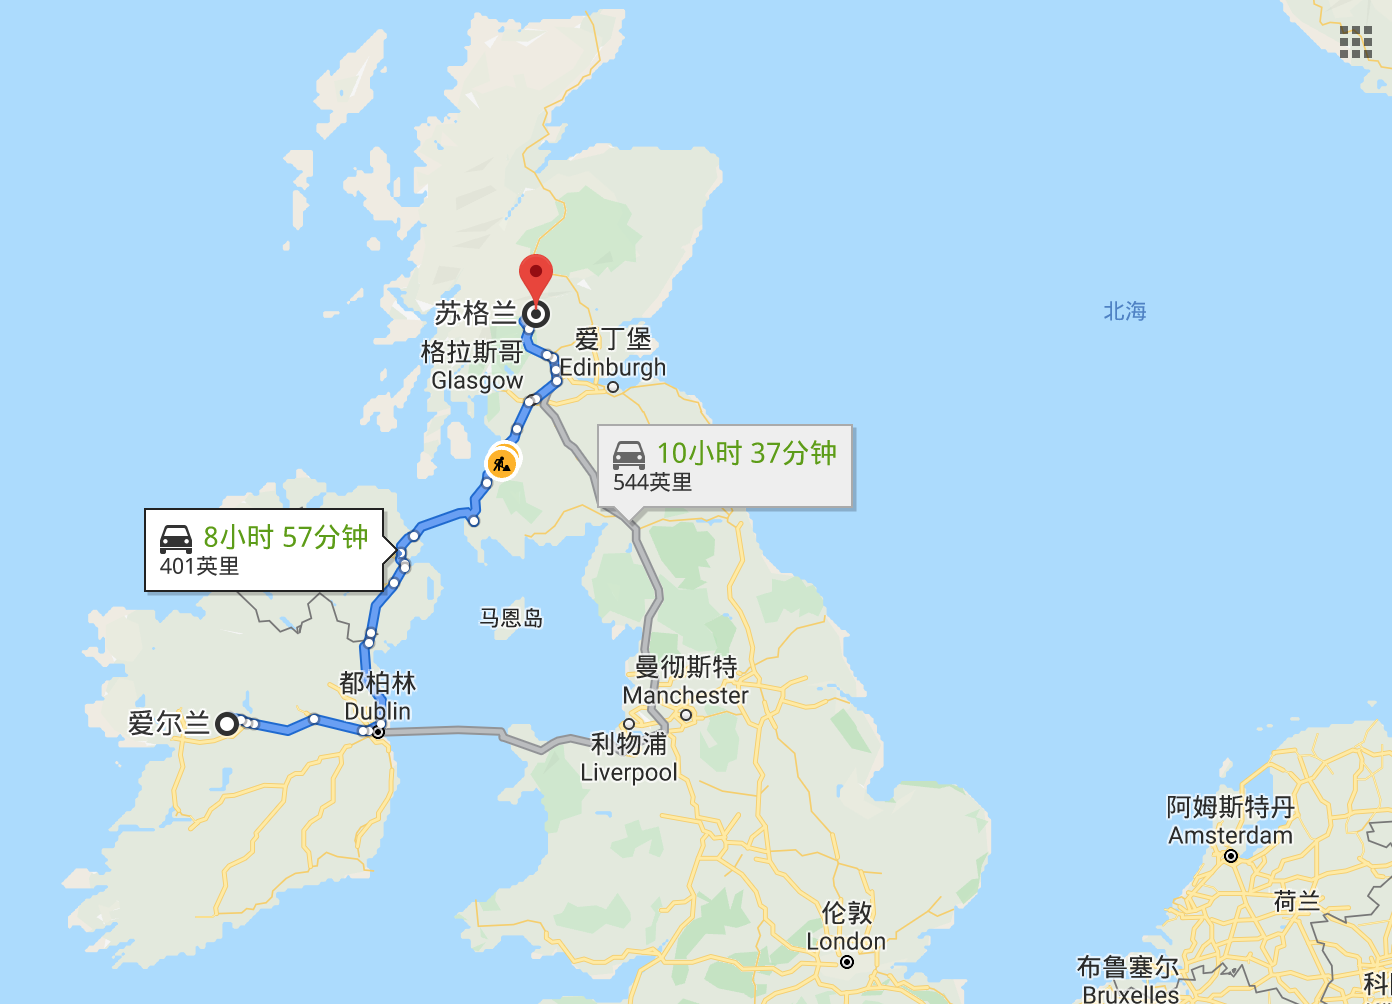 北海
苏格兰
格拉斯哥
Glasgow
爱丁堡
Edinburgh
10小时 37分钟
544英里
8小时 57分钟
401英里
马恩岛
都柏林
Dublin
曼彻斯特
Manchester
爱尔兰
利物浦
Liverpool
阿姆斯特丹
Amsterdam
荷兰
伦敦
London
布鲁塞尔
Bruxelles
科